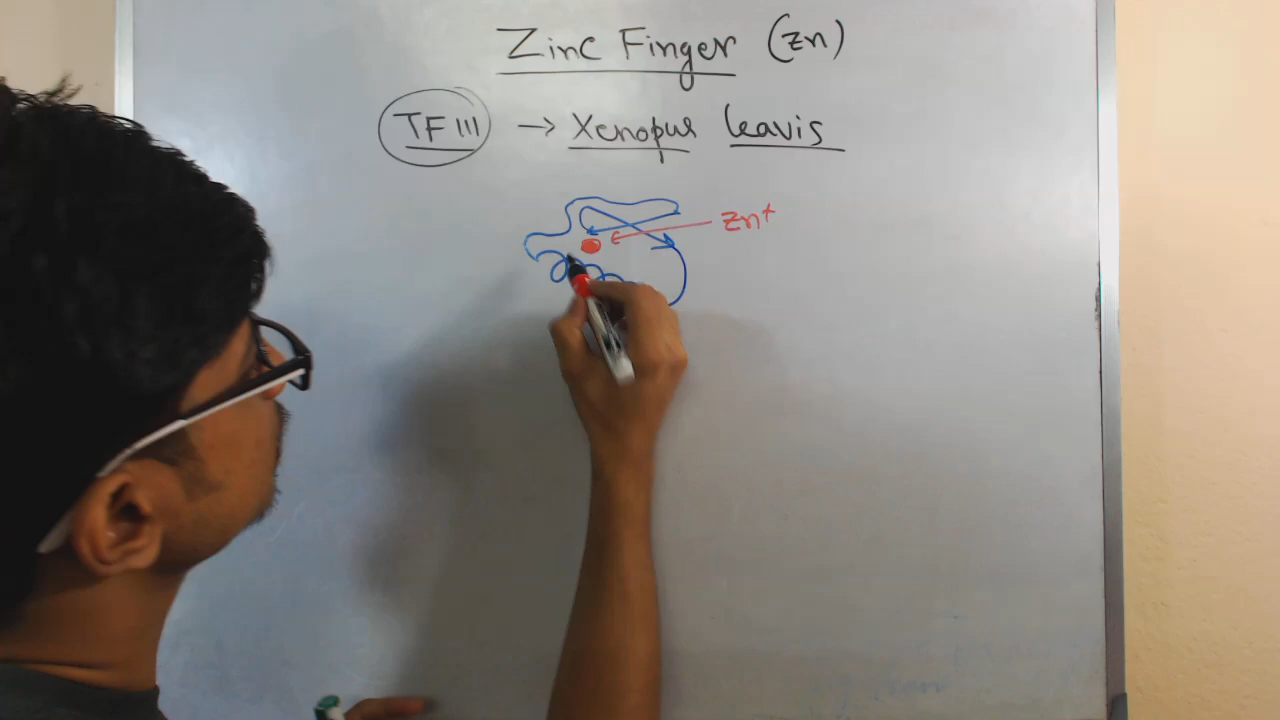 Zinc Finger (Zn)
TF III → Xenopus leavis
Zn+